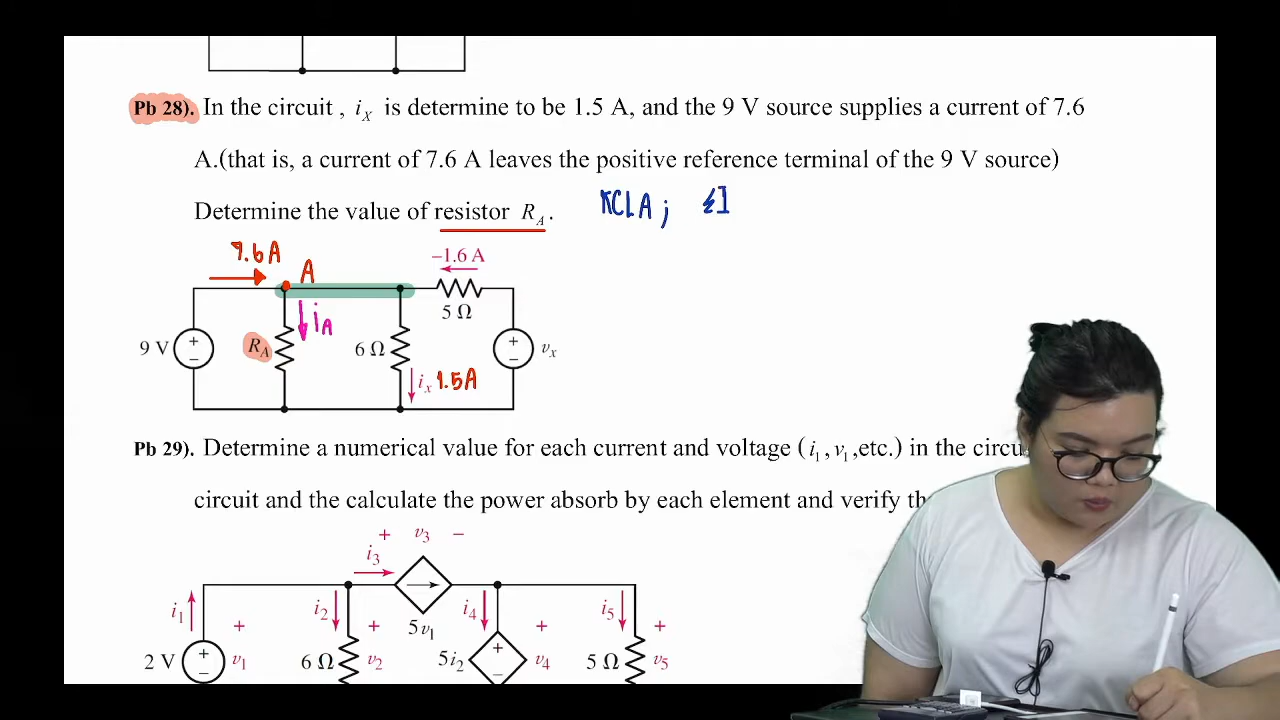 Pb 28). In the circuit , iX is determine to be 1.5 A, and the 9 V source supplies a current of 7.6
A.(that is, a current of 7.6 A leaves the positive reference terminal of the 9 V source)
Determine the value of resistor RA.
KCLA ; ΣI
7.6A
A
−1.6 A
5 Ω
iA
9 V
+
−
RA
6 Ω
+
−
vx
ix 1.5A
Pb 29). Determine a numerical value for each current and voltage (i1,v1,etc.) in the circu
circuit and the calculate the power absorb by each element and verify th
+ v3 −
i3
i1
i2
i4
i5
+
+
5v1
+
+
2 V
+
−
v1
6 Ω
v2
5i2
+
−
v4
5 Ω
v5